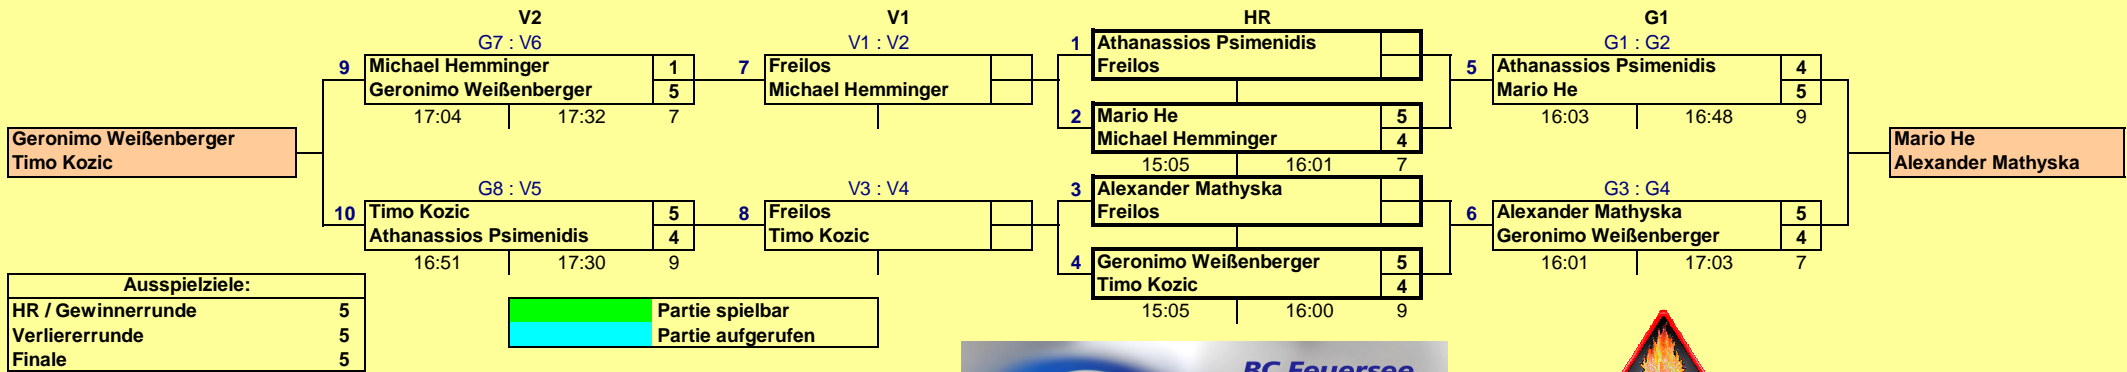 V2 V1 HR G1
G7 : V6 V1 : V2 1 Athanassios Psimenidis G1 : G2
9 Michael Hemminger 1 7 Freilos Freilos 5 Athanassios Psimenidis 4
Geronimo Weißenberger 5 Michael Hemminger Mario He 5
17:04 17:32 7 2 Mario He 5 16:03 16:48 9
Geronimo Weißenberger Michael Hemminger 4 Mario He
Timo Kozic 15:05 16:01 7 Alexander Mathyska
G8 : V5 V3 : V4 3 Alexander Mathyska G3 : G4
10 Timo Kozic 5 8 Freilos Freilos 6 Alexander Mathyska 5
Athanassios Psimenidis 4 Timo Kozic Geronimo Weißenberger 4
16:51 17:30 9 4 Geronimo Weißenberger 5 16:01 17:03 7
Ausspielziele: Timo Kozic 4
HR / Gewinnerrunde 5 Partie spielbar 15:05 16:00 9
Verliererrunde 5 Partie aufgerufen
Finale 5
BC Feuersee